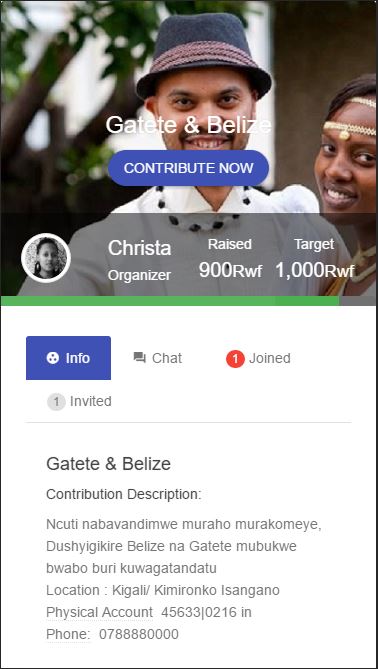 Gatete & Belize
CONTRIBUTE NOW
Christa
Organizer
Raised
900Rwf
Target
1,000Rwf
Info
Chat
1 Joined
1 Invited
Gatete & Belize
Contribution Description:
Ncuti nabavandimwe muraho murakomeye,
Dushyigikire Belize na Gatete mubukwe
bwabo buri kuwagatandatu
Location : Kigali/ Kimironko Isangano
Physical Account 45633|0216 in
Phone: 0788880000